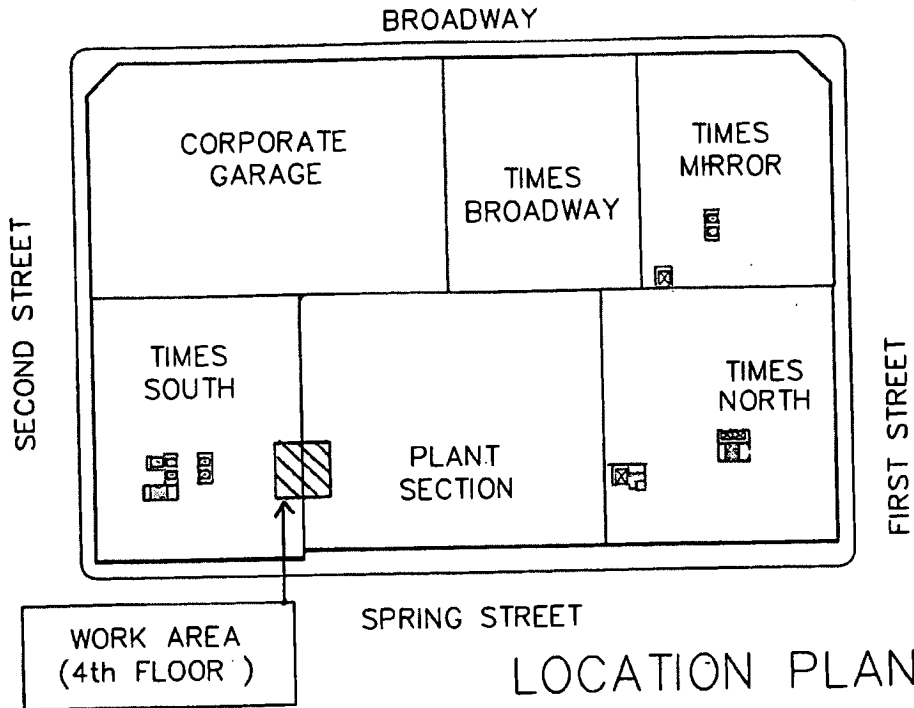 BROADWAY
CORPORATE
GARAGE
TIMES
BROADWAY
TIMES
MIRROR
SECOND STREET
TIMES
SOUTH
PLANT
SECTION
TIMES
NORTH
FIRST STREET
SPRING STREET
WORK AREA
(4th FLOOR )
LOCATION PLAN